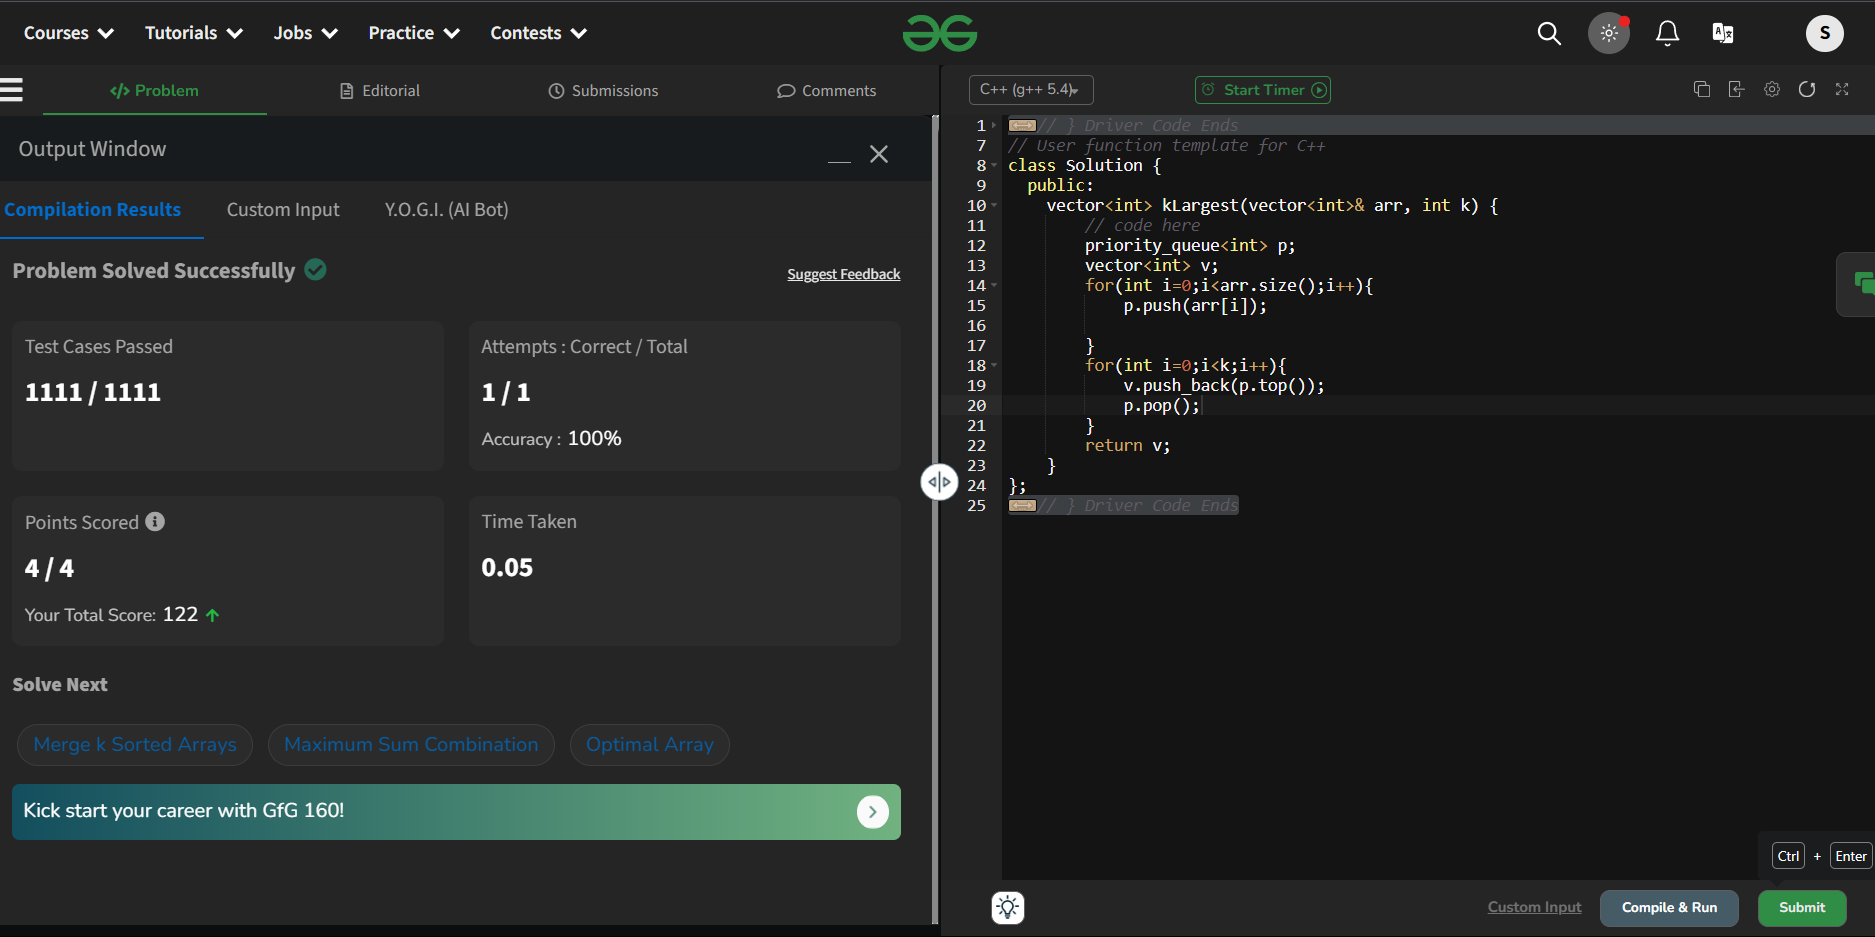 Courses Tutorials Jobs Practice Contests S
Problem Editorial Submissions Comments
C++ (g++ 5.4) Start Timer
Output Window
Compilation Results Custom Input Y.O.G.I. (AI Bot)
Problem Solved Successfully
Suggest Feedback
Test Cases Passed
1111 / 1111
Attempts : Correct / Total
1 / 1
Accuracy : 100%
Points Scored
4 / 4
Your Total Score: 122
Time Taken
0.05
Solve Next
Merge k Sorted Arrays Maximum Sum Combination Optimal Array
Kick start your career with GfG 160!
1 // } Driver Code Ends
7 // User function template for C++
8 class Solution {
9 public:
10 vector<int> kLargest(vector<int>& arr, int k) {
11 // code here
12 priority_queue<int> p;
13 vector<int> v;
14 for(int i=0;i<arr.size();i++){
15 p.push(arr[i]);
16
17 }
18 for(int i=0;i<k;i++){
19 v.push_back(p.top());
20 p.pop();
21 }
22 return v;
23 }
24 };
25 // } Driver Code Ends
Ctrl + Enter
Custom Input Compile & Run Submit